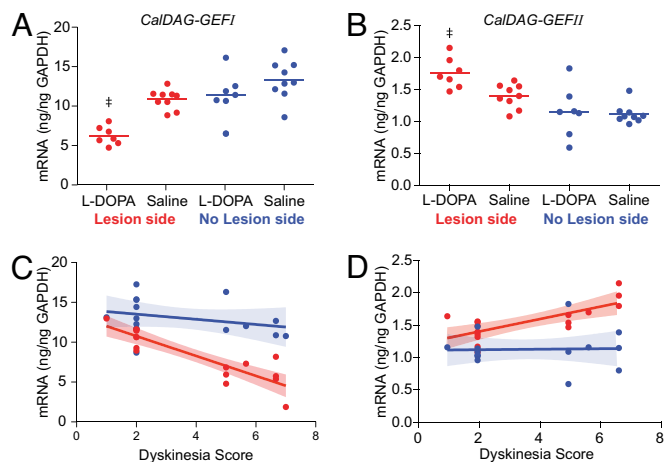 A
CalDAG-GEFI
mRNA (ng/ng GAPDH)
20
15
10
5
0
‡
L-DOPA Saline L-DOPA Saline
Lesion side No Lesion side
B
CalDAG-GEFII
mRNA (ng/ng GAPDH)
2.5
2.0
1.5
1.0
0.5
0.0
‡
L-DOPA Saline L-DOPA Saline
Lesion side No Lesion side
C
mRNA (ng/ng GAPDH)
20
15
10
5
0
0 2 4 6 8
Dyskinesia Score
D
mRNA (ng/ng GAPDH)
2.5
2.0
1.5
1.0
0.5
0.0
0 2 4 6 8
Dyskinesia Score